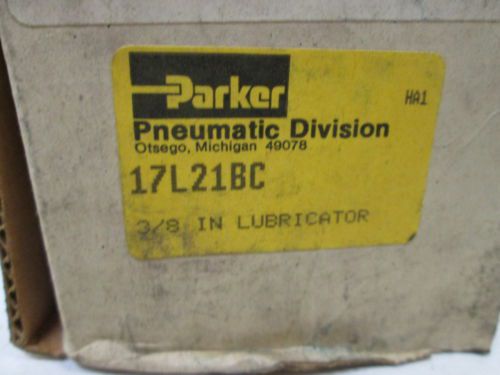 Parker
HA1
Pneumatic Division
Otsego, Michigan 49078
17L21BC
3/8 IN LUBRICATOR